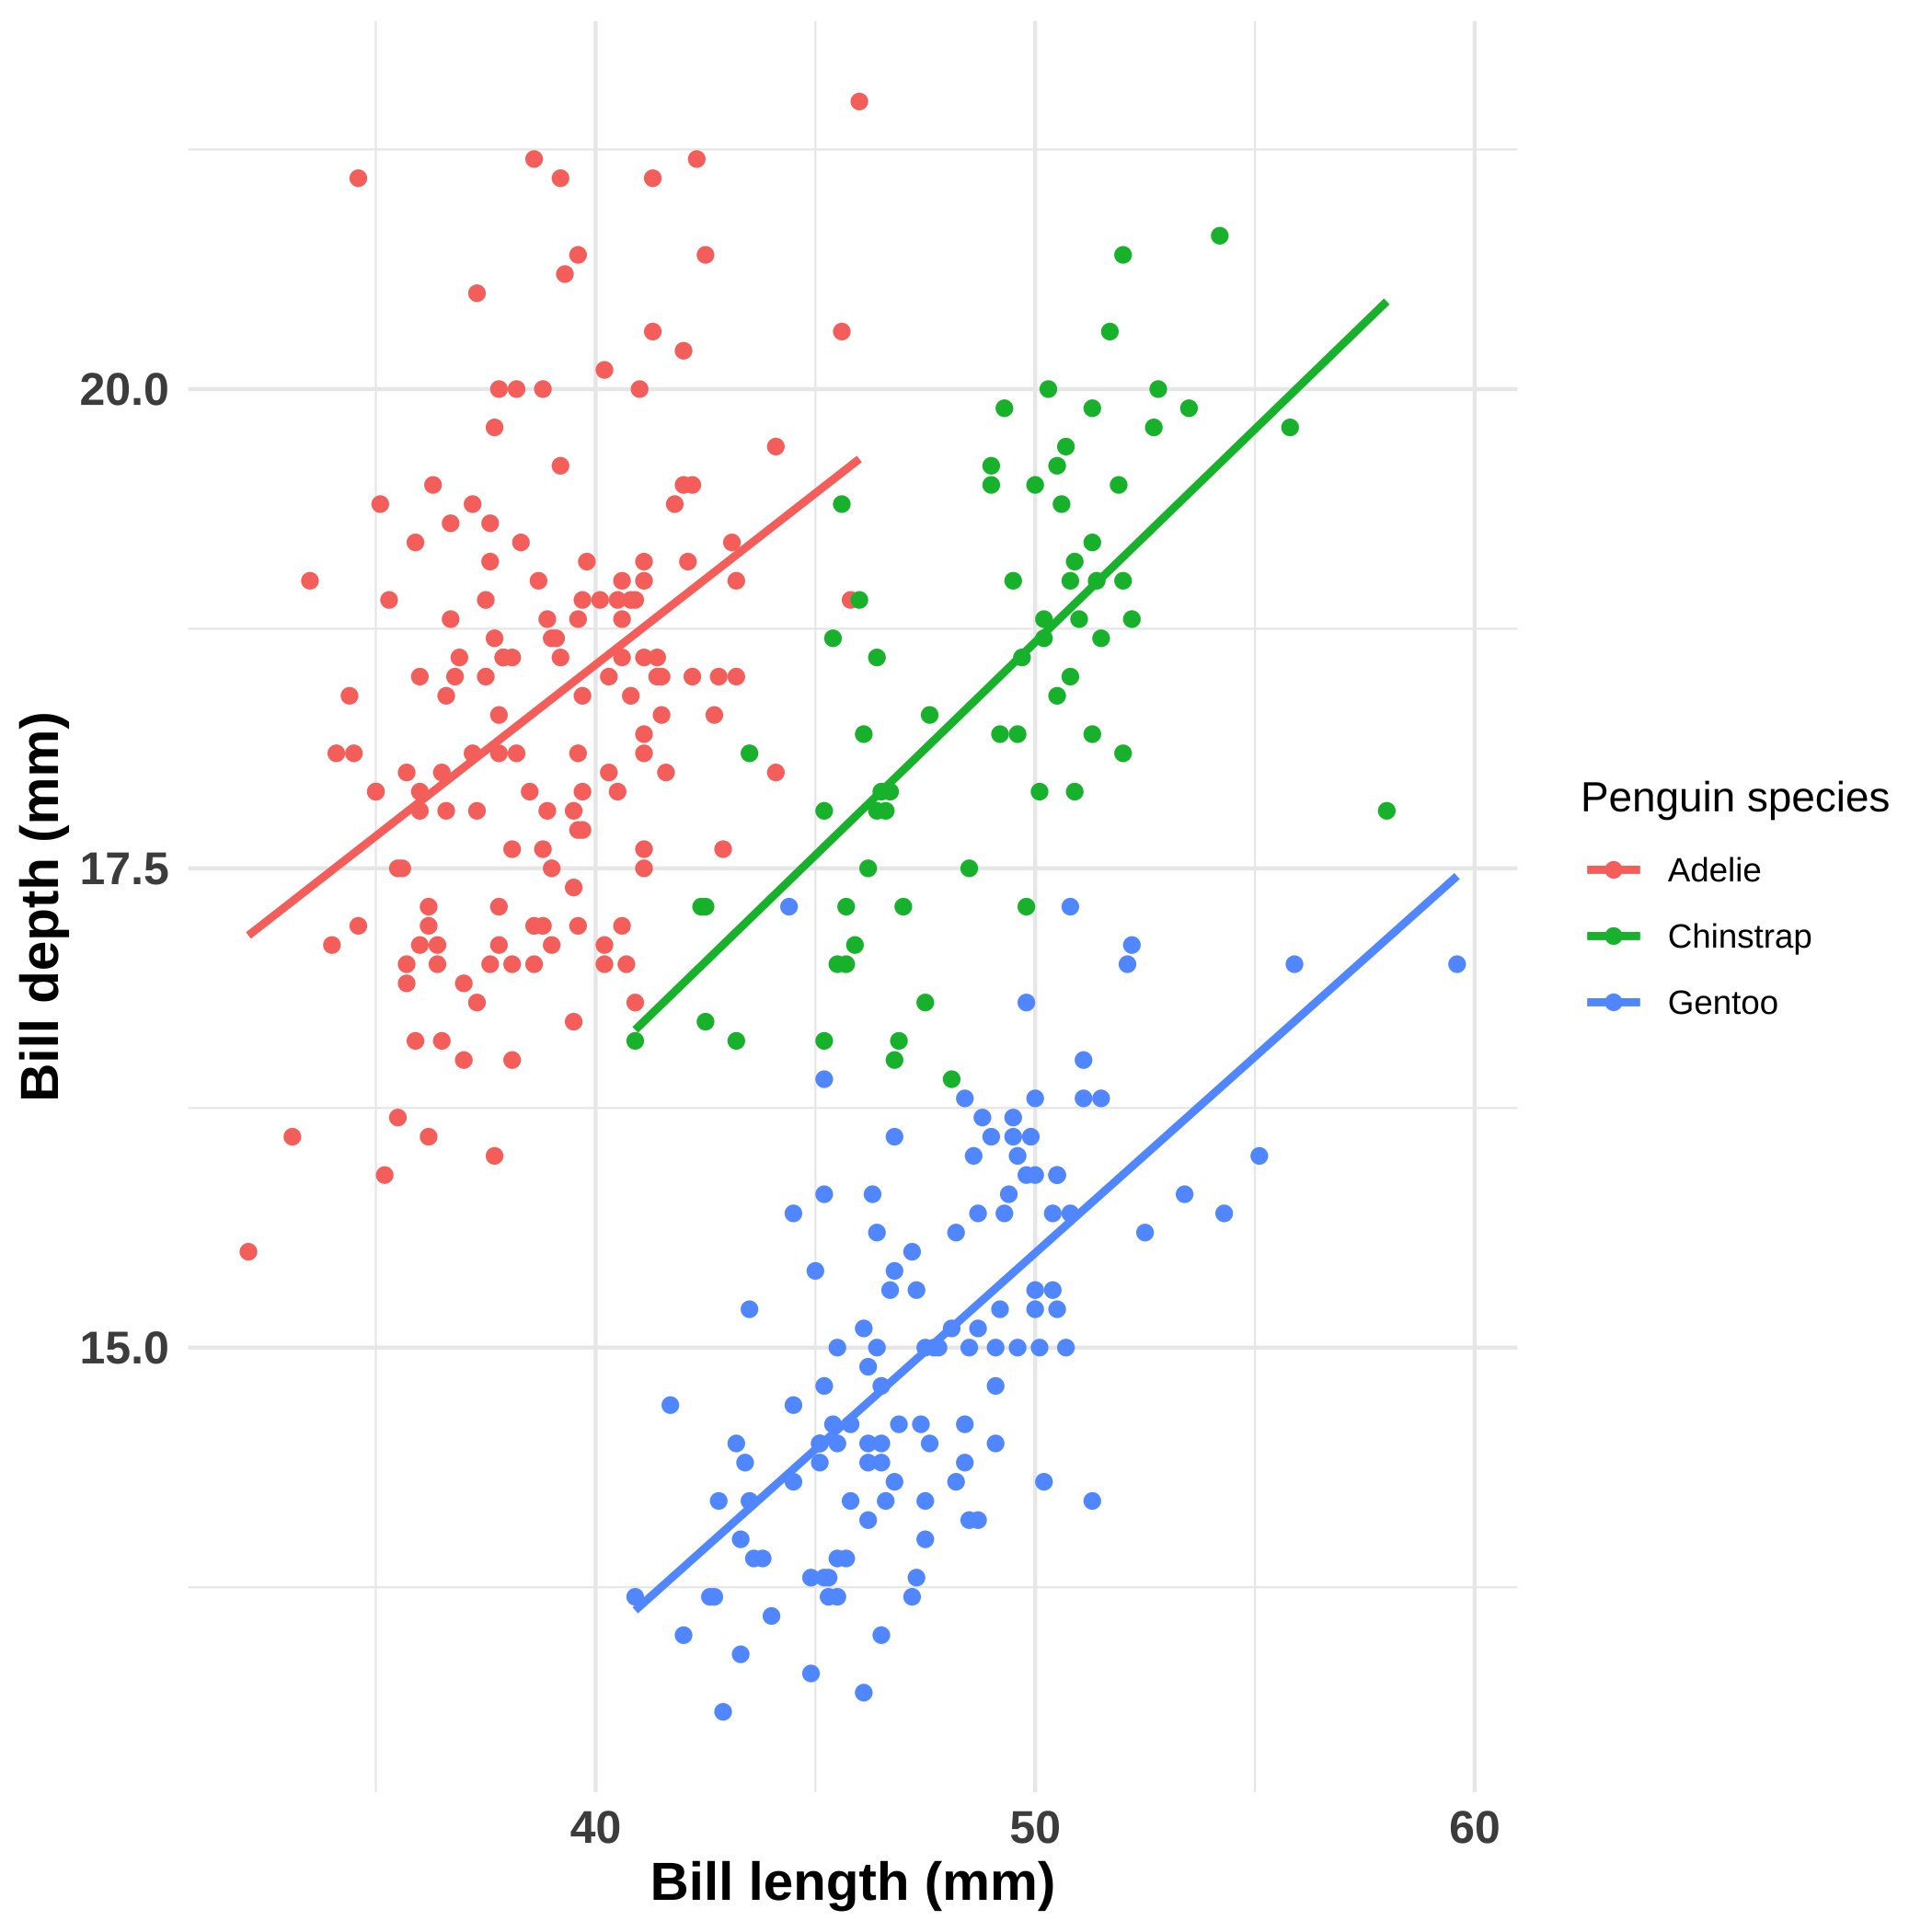 20.0
17.5
15.0
Bill depth (mm)
40 50 60
Bill length (mm)
Penguin species
Adelie
Chinstrap
Gentoo